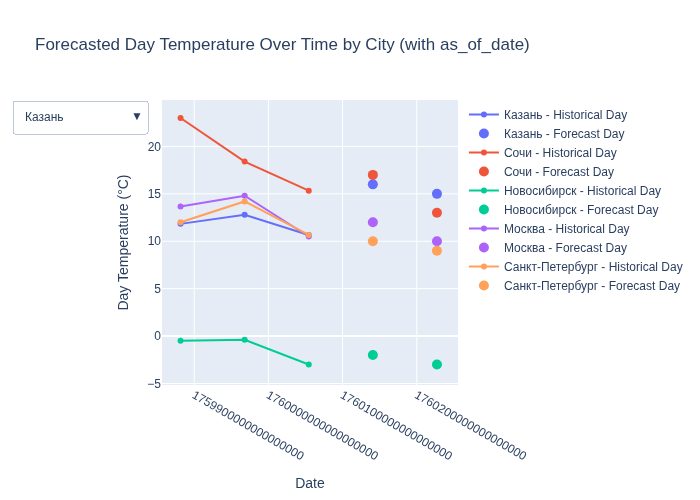 Forecasted Day Temperature Over Time by City (with as_of_date)
Казань
▼
Казань - Historical Day
Казань - Forecast Day
Сочи - Historical Day
Сочи - Forecast Day
Новосибирск - Historical Day
Новосибирск - Forecast Day
Москва - Historical Day
Москва - Forecast Day
Санкт-Петербург - Historical Day
Санкт-Петербург - Forecast Day
Day Temperature (°C)
20
15
10
5
0
−5
1759900000000000000
1760000000000000000
1760100000000000000
1760200000000000000
Date